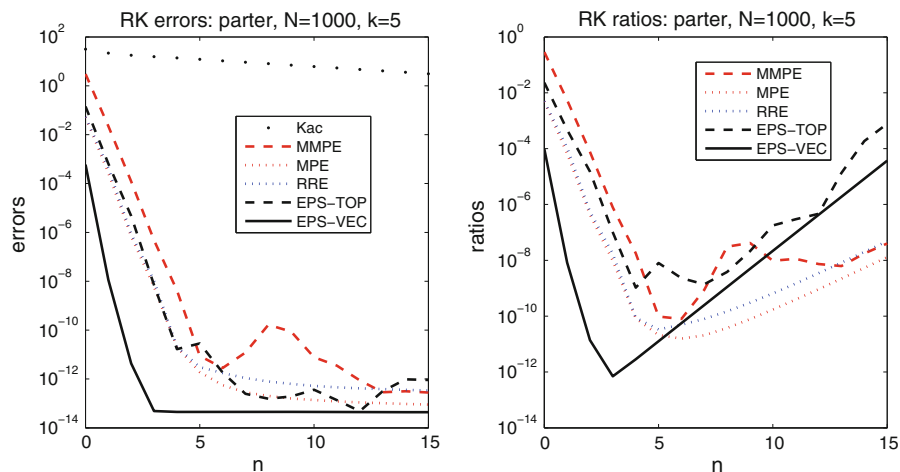 RK errors: parter, N=1000, k=5
10^2
10^0
10^-2
10^-4
10^-6
10^-8
10^-10
10^-12
10^-14
errors
Kac
MMPE
MPE
RRE
EPS-TOP
EPS-VEC
0 5 10 15
n
RK ratios: parter, N=1000, k=5
10^0
10^-2
10^-4
10^-6
10^-8
10^-10
10^-12
10^-14
ratios
MMPE
MPE
RRE
EPS-TOP
EPS-VEC
0 5 10 15
n